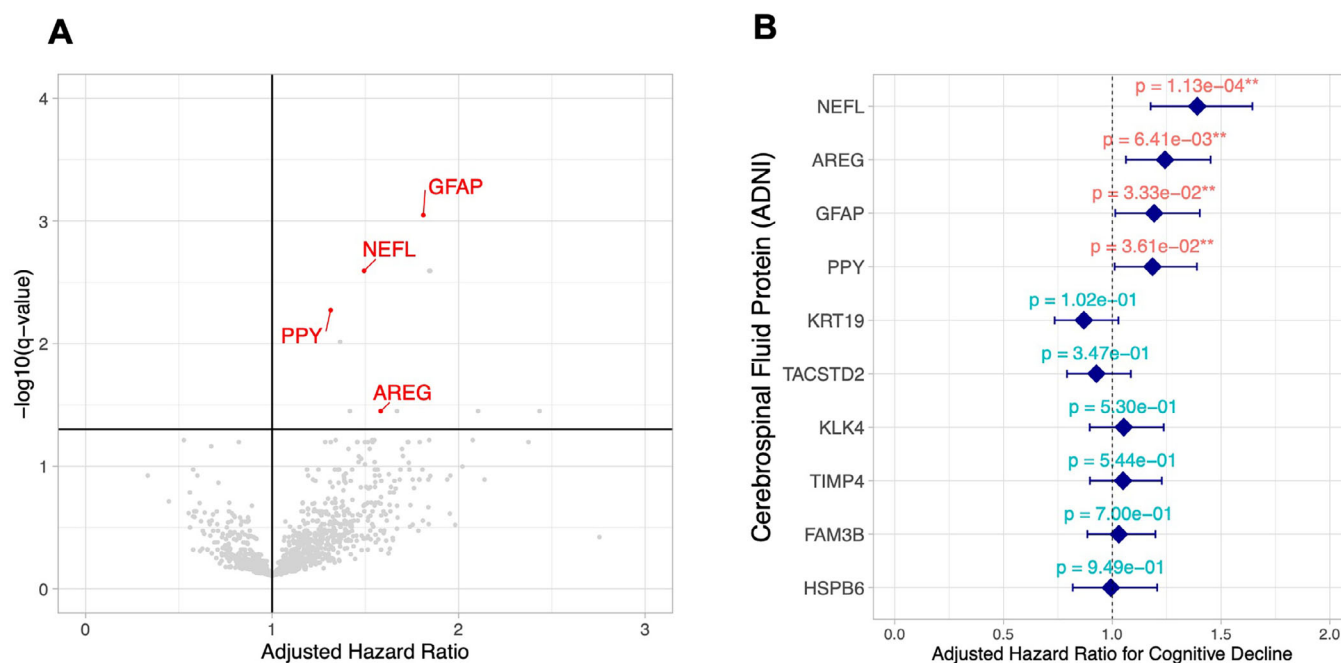 A
4
3
2
1
0
−log10(q−value)
GFAP
NEFL
PPY
AREG
0
1
2
3
Adjusted Hazard Ratio
B
Cerebrospinal Fluid Protein (ADNI)
NEFL
p = 1.13e−04**
AREG
p = 6.41e−03**
GFAP
p = 3.33e−02**
PPY
p = 3.61e−02**
KRT19
p = 1.02e−01
TACSTD2
p = 3.47e−01
KLK4
p = 5.30e−01
TIMP4
p = 5.44e−01
FAM3B
p = 7.00e−01
HSPB6
p = 9.49e−01
0.0
0.5
1.0
1.5
2.0
Adjusted Hazard Ratio for Cognitive Decline